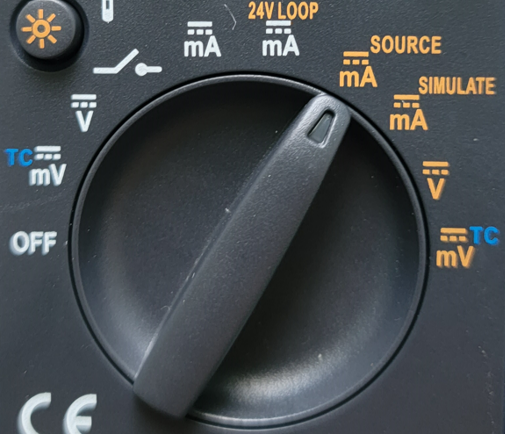 24V LOOP
mA
mA
SOURCE
mA
SIMULATE
mA
V
TC mV
V
mV TC
OFF
CE